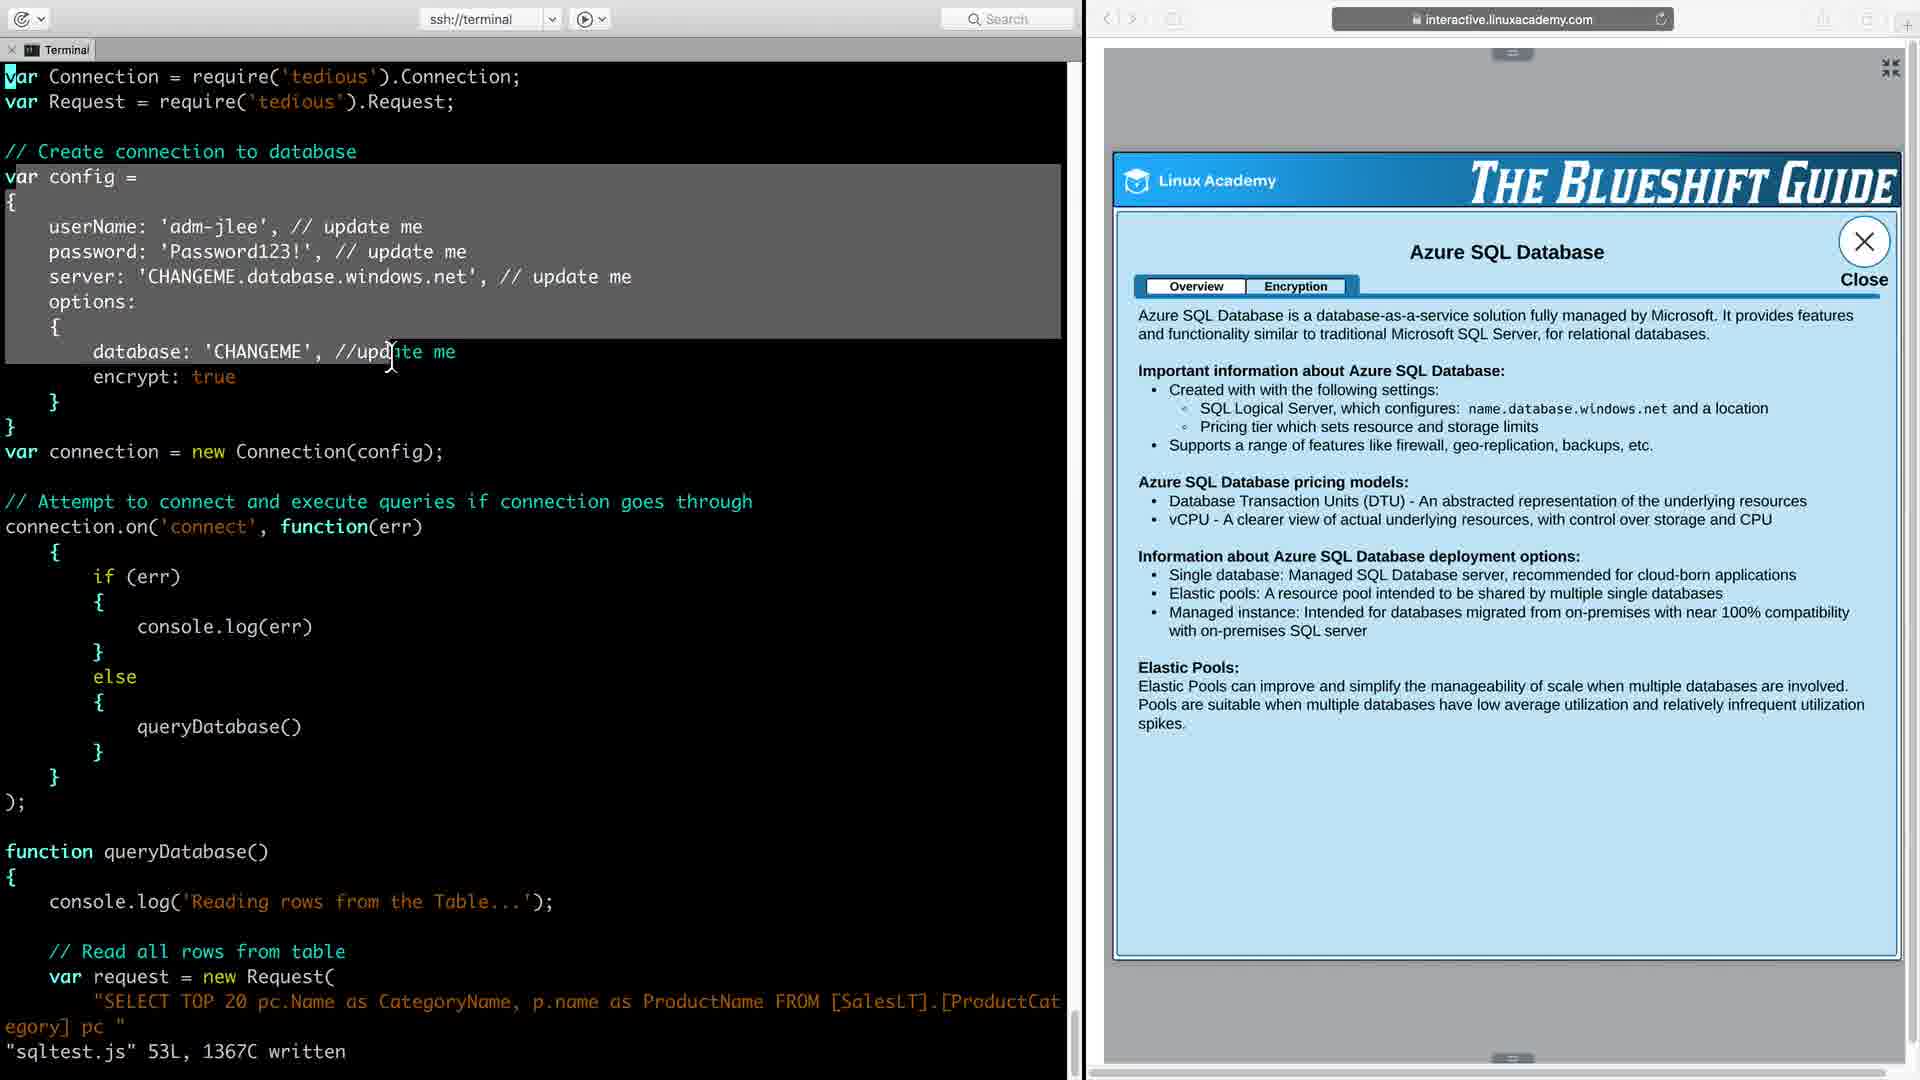 ssh://terminal
Search
Terminal
var Connection = require('tedious').Connection;
var Request = require('tedious').Request;
// Create connection to database
var config =
{
userName: 'adm-jlee', // update me
password: 'Password123!', // update me
server: 'CHANGEME.database.windows.net', // update me
options:
{
database: 'CHANGEME', //update me
encrypt: true
}
}
var connection = new Connection(config);
// Attempt to connect and execute queries if connection goes through
connection.on('connect', function(err)
{
if (err)
{
console.log(err)
}
else
{
queryDatabase()
}
}
);
function queryDatabase()
{
console.log('Reading rows from the Table...');
// Read all rows from table
var request = new Request(
"SELECT TOP 20 pc.Name as CategoryName, p.name as ProductName FROM [SalesLT].[ProductCat
egory] pc "
"sqltest.js" 53L, 1367C written
interactive.linuxacademy.com
Linux Academy
THE BLUESHIFT GUIDE
Azure SQL Database
Close
Overview
Encryption
Azure SQL Database is a database-as-a-service solution fully managed by Microsoft. It provides features
and functionality similar to traditional Microsoft SQL Server, for relational databases.
Important information about Azure SQL Database:
• Created with with the following settings:
◦ SQL Logical Server, which configures: name.database.windows.net and a location
◦ Pricing tier which sets resource and storage limits
• Supports a range of features like firewall, geo-replication, backups, etc.
Azure SQL Database pricing models:
• Database Transaction Units (DTU) - An abstracted representation of the underlying resources
• vCPU - A clearer view of actual underlying resources, with control over storage and CPU
Information about Azure SQL Database deployment options:
• Single database: Managed SQL Database server, recommended for cloud-born applications
• Elastic pools: A resource pool intended to be shared by multiple single databases
• Managed instance: Intended for databases migrated from on-premises with near 100% compatibility
with on-premises SQL server
Elastic Pools:
Elastic Pools can improve and simplify the manageability of scale when multiple databases are involved.
Pools are suitable when multiple databases have low average utilization and relatively infrequent utilization
spikes.